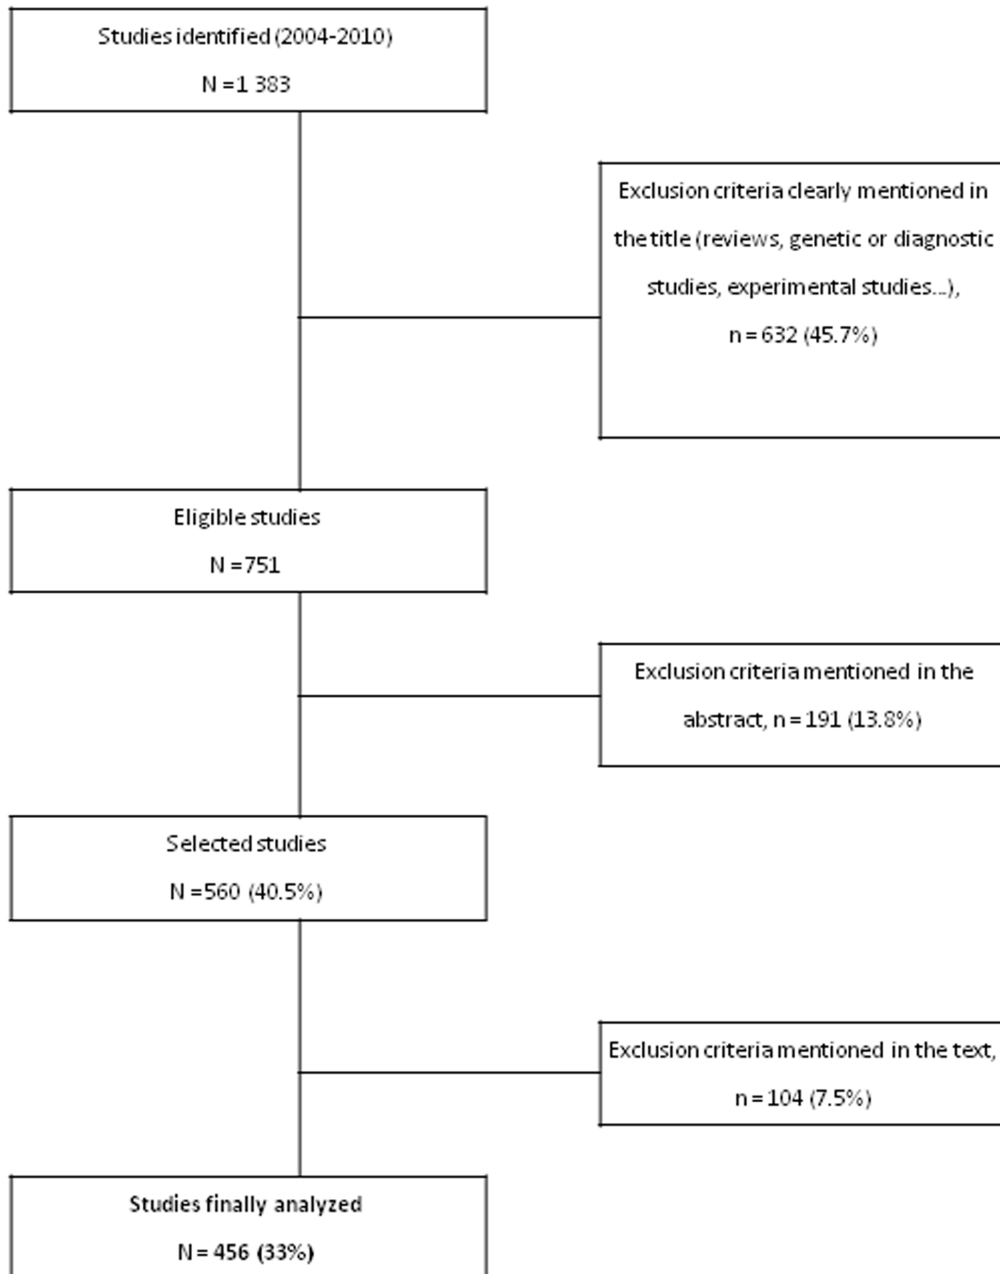 Studies identified (2004-2010)
N =1 383
Exclusion criteria clearly mentioned in
the title (reviews, genetic or diagnostic
studies, experimental studies...),
n = 632 (45.7%)
Eligible studies
N =751
Exclusion criteria mentioned in the
abstract, n = 191 (13.8%)
Selected studies
N =560 (40.5%)
Exclusion criteria mentioned in the text,
n = 104 (7.5%)
Studies finally analyzed
N = 456 (33%)